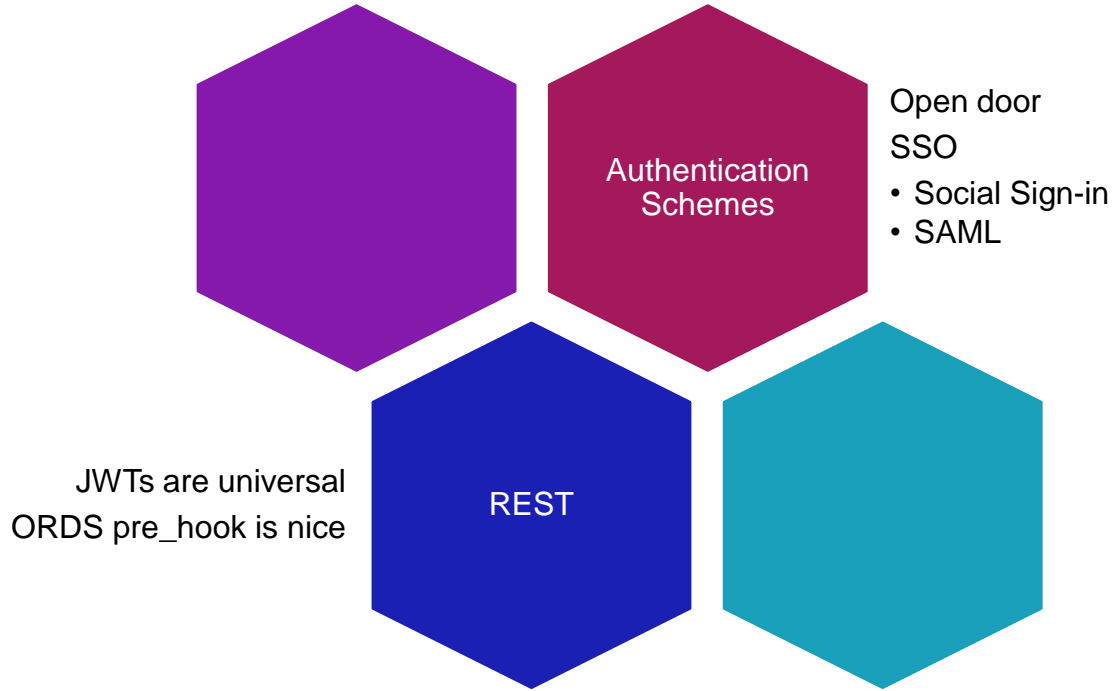 Authentication
Schemes
Open door
SSO
• Social Sign-in
• SAML
JWTs are universal
ORDS pre_hook is nice
REST